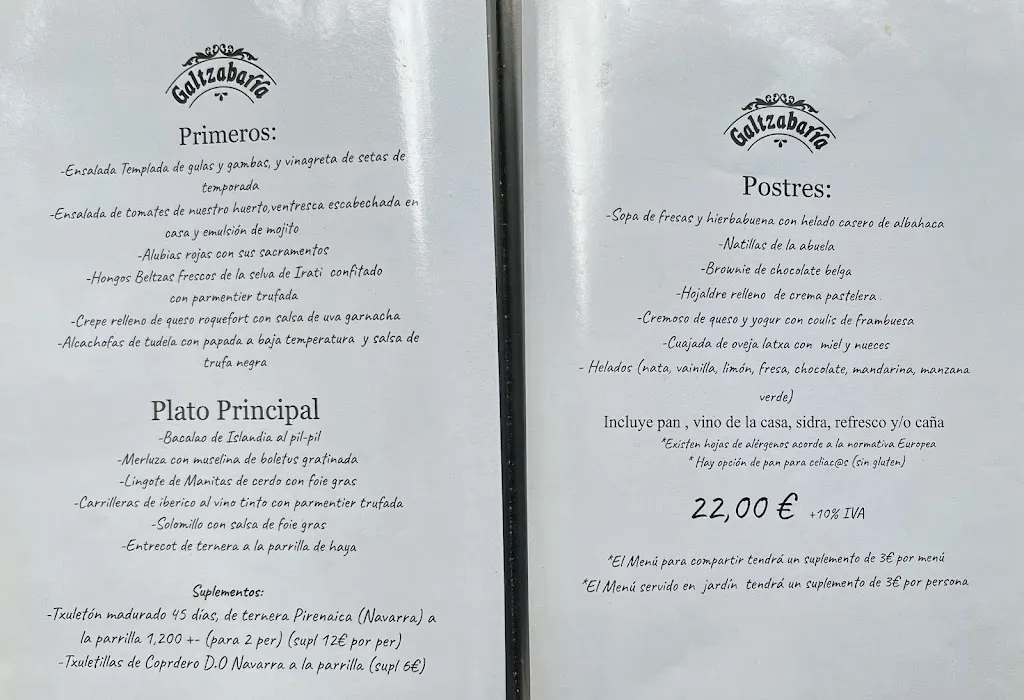 Galtzabarra
Primeros:
-Ensalada Templada de gulas y gambas, y vinagreta de setas de
temporada
-Ensalada de tomates de nuestro huerto,ventresca escabechada en
casa y emulsión de mojito
-Alubias rojas con sus sacramentos
-Hongos Beltzas frescos de la selva de Irati confitado
con parmentier trufada
-Crepe relleno de queso roquefort con salsa de uva garnacha
-Alcachofas de tudela con papada a baja temperatura y salsa de
trufa negra
Plato Principal
-Bacalao de Islandia al pil-pil
-Merluza con muselina de boletus gratinada
-Lingote de Manitas de cerdo con foie gras
-Carrilleras de iberico al vino tinto con parmentier trufada
-Solomillo con salsa de foie gras
-Entrecot de ternera a la parrilla de haya
Suplementos:
-Txuletón madurado 45 días, de ternera Pirenaica (Navarra) a
la parrilla 1,200 +- (para 2 per) (supl 12€ por per)
-Txuletillas de Coprdero D.O Navarra a la parrilla (supl 6€)
Galtzabarra
Postres:
-Sopa de fresas y hierbabuena con helado casero de albahaca
-Natillas de la abuela
-Brownie de chocolate belga
-Hojaldre relleno de crema pastelera.
-Cremoso de queso y yogur con coulis de frambuesa
-Cuajada de oveja latxa con miel y nueces
- Helados (nata, vainilla, limón, fresa, chocolate, mandarina, manzana
verde)
Incluye pan , vino de la casa, sidra, refresco y/o caña
*Existen hojas de alérgenos acorde a la normativa Europea
* Hay opción de pan para celiac@s (sin gluten)
22,00 € +10% IVA
*El Menú para compartir tendrá un suplemento de 3€ por menú
*El Menú servido en jardín tendrá un suplemento de 3€ por persona